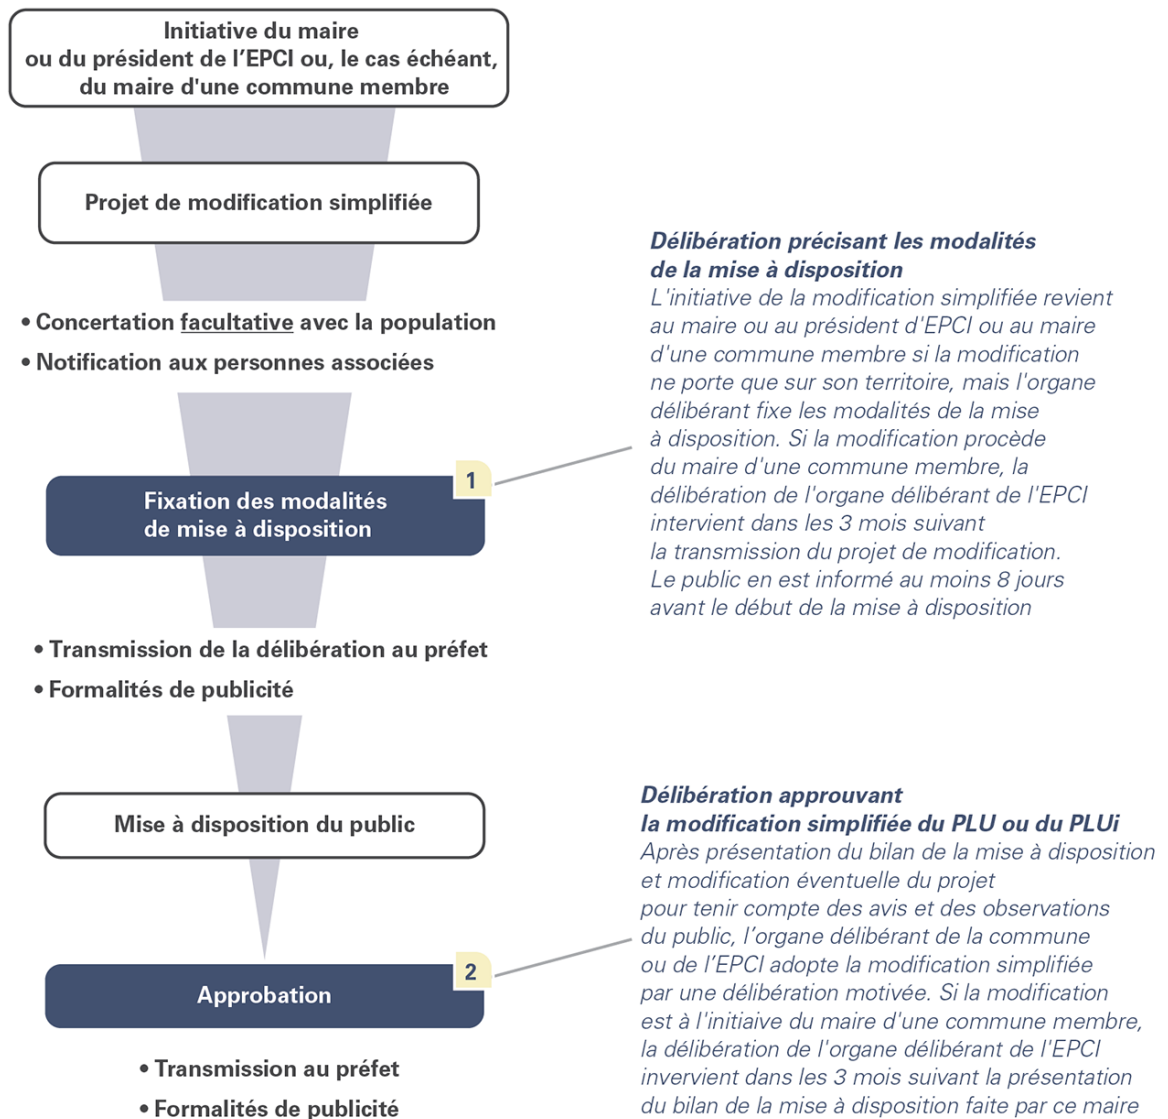 Initiative du maire
ou du président de l’EPCI ou, le cas échéant,
du maire d'une commune membre
Projet de modification simplifiée
• Concertation facultative avec la population
• Notification aux personnes associées
1
Fixation des modalités
de mise à disposition
Délibération précisant les modalités
de la mise à disposition
L'initiative de la modification simplifiée revient
au maire ou au président d'EPCI ou au maire
d'une commune membre si la modification
ne porte que sur son territoire, mais l'organe
délibérant fixe les modalités de la mise
à disposition. Si la modification procède
du maire d'une commune membre, la
délibération de l'organe délibérant de l'EPCI
intervient dans les 3 mois suivant
la transmission du projet de modification.
Le public en est informé au moins 8 jours
avant le début de la mise à disposition
• Transmission de la délibération au préfet
• Formalités de publicité
Mise à disposition du public
2
Approbation
Délibération approuvant
la modification simplifiée du PLU ou du PLUi
Après présentation du bilan de la mise à disposition
et modification éventuelle du projet
pour tenir compte des avis et des observations
du public, l’organe délibérant de la commune
ou de l’EPCI adopte la modification simplifiée
par une délibération motivée. Si la modification
est à l'initiaive du maire d'une commune membre,
la délibération de l'organe délibérant de l'EPCI
invervient dans les 3 mois suivant la présentation
du bilan de la mise à disposition faite par ce maire
• Transmission au préfet
• Formalités de publicité